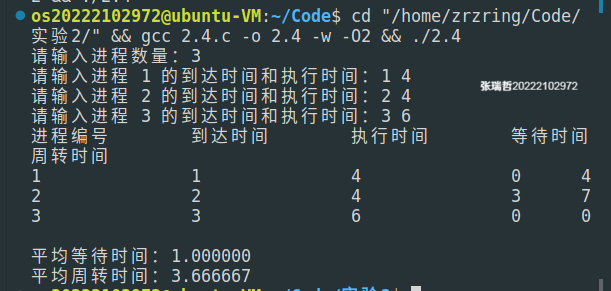 os20222102972@ubuntu-VM:~/Code$ cd "/home/zrzring/Code/
实验2/" && gcc 2.4.c -o 2.4 -w -O2 && ./2.4
请输入进程数量：3
请输入进程 1 的到达时间和执行时间：1 4
张瑞哲20222102972
请输入进程 2 的到达时间和执行时间：2 4
请输入进程 3 的到达时间和执行时间：3 6
进程编号 到达时间 执行时间 等待时间
周转时间
1 1 4 0 4
2 2 4 3 7
3 3 6 0 0
平均等待时间：1.000000
平均周转时间：3.666667